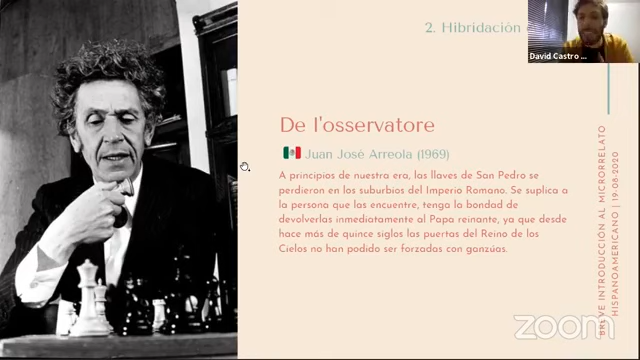 2. Hibridación
David Castro ...
De l'osservatore
Juan José Arreola (1969)
A principios de nuestra era, las llaves de San Pedro se
perdieron en los suburbios del Imperio Romano. Se suplica a
la persona que las encuentre, tenga la bondad de
devolverlas inmediatamente al Papa reinante, ya que desde
hace más de quince siglos las puertas del Reino de los
Cielos no han podido ser forzadas con ganzúas.
BREVE INTRODUCCIÓN AL MICRORRELATO
HISPANOAMERICANO | 19-08-2020
zoom